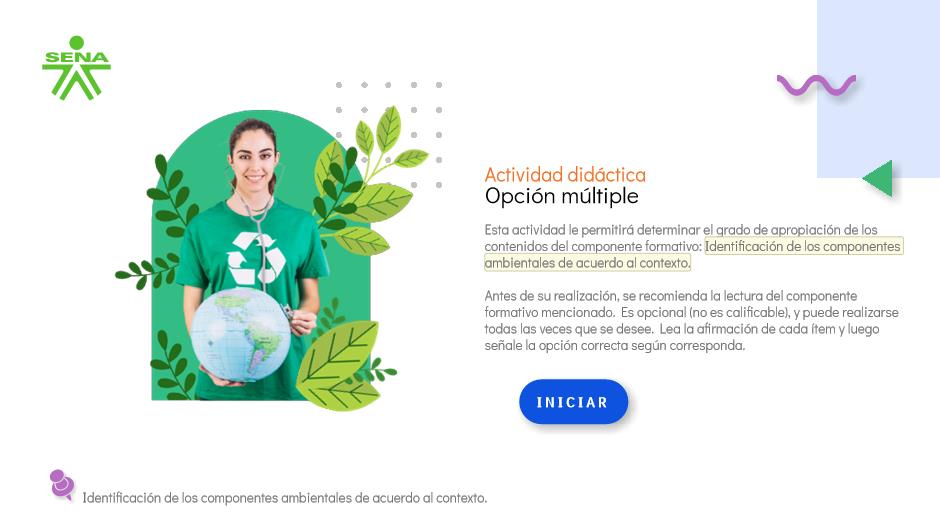 SENA
Actividad didáctica
Opción múltiple
Esta actividad le permitirá determinar el grado de apropiación de los
contenidos del componente formativo: Identificación de los componentes
ambientales de acuerdo al contexto.
Antes de su realización, se recomienda la lectura del componente
formativo mencionado. Es opcional (no es calificable), y puede realizarse
todas las veces que se desee. Lea la afirmación de cada ítem y luego
señale la opción correcta según corresponda.
INICIAR
Identificación de los componentes ambientales de acuerdo al contexto.